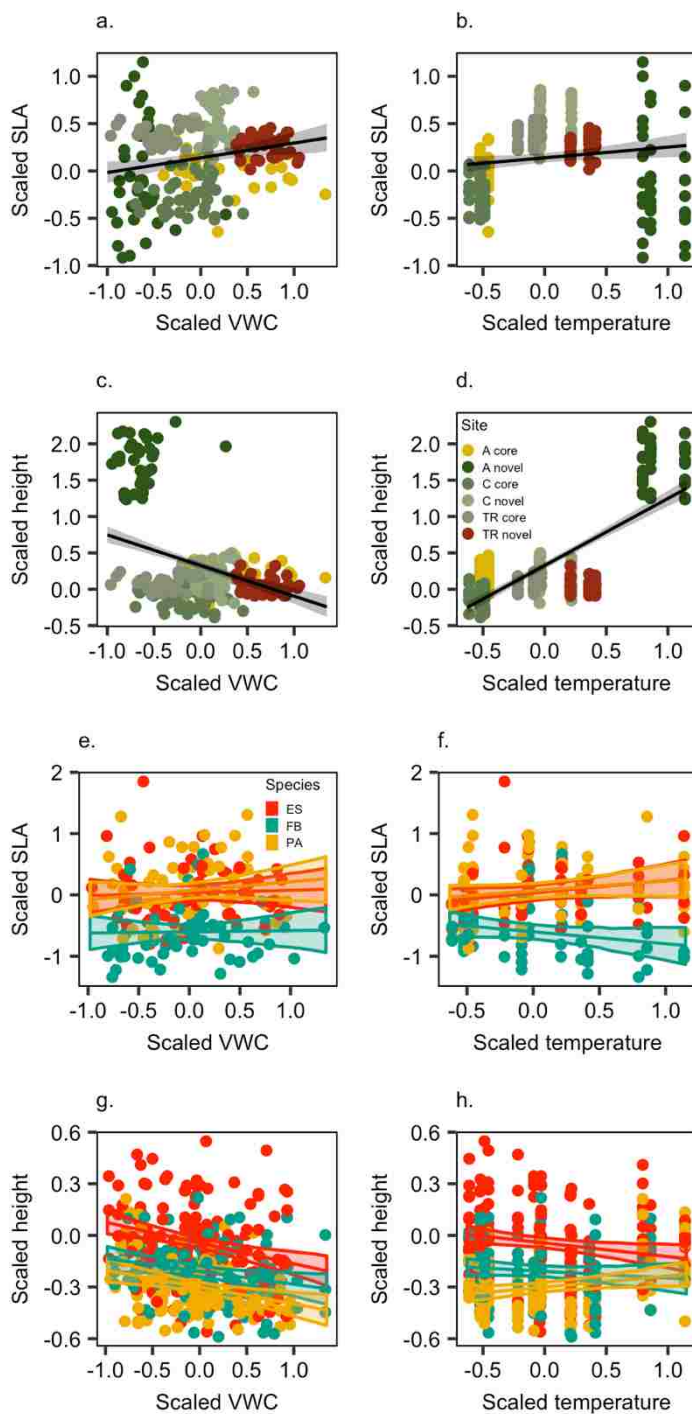 a.
b.
Scaled SLA
1.0
0.5
0.0
-0.5
-1.0
-1.0 -0.5 0.0 0.5 1.0
Scaled VWC
Scaled SLA
1.0
0.5
0.0
-0.5
-1.0
-0.5 0.0 0.5 1.0
Scaled temperature
c.
d.
Scaled height
2.0
1.5
1.0
0.5
0.0
-0.5
-1.0 -0.5 0.0 0.5 1.0
Scaled VWC
Scaled height
2.0
1.5
1.0
0.5
0.0
-0.5
Site
A core
A novel
C core
C novel
TR core
TR novel
-0.5 0.0 0.5 1.0
Scaled temperature
e.
f.
Scaled SLA
2
1
0
-1
Species
ES
FB
PA
-1.0 -0.5 0.0 0.5 1.0
Scaled VWC
Scaled SLA
2
1
0
-1
-0.5 0.0 0.5 1.0
Scaled temperature
g.
h.
Scaled height
0.6
0.3
0.0
-0.3
-0.6
-1.0 -0.5 0.0 0.5 1.0
Scaled VWC
Scaled height
0.6
0.3
0.0
-0.3
-0.6
-0.5 0.0 0.5 1.0
Scaled temperature